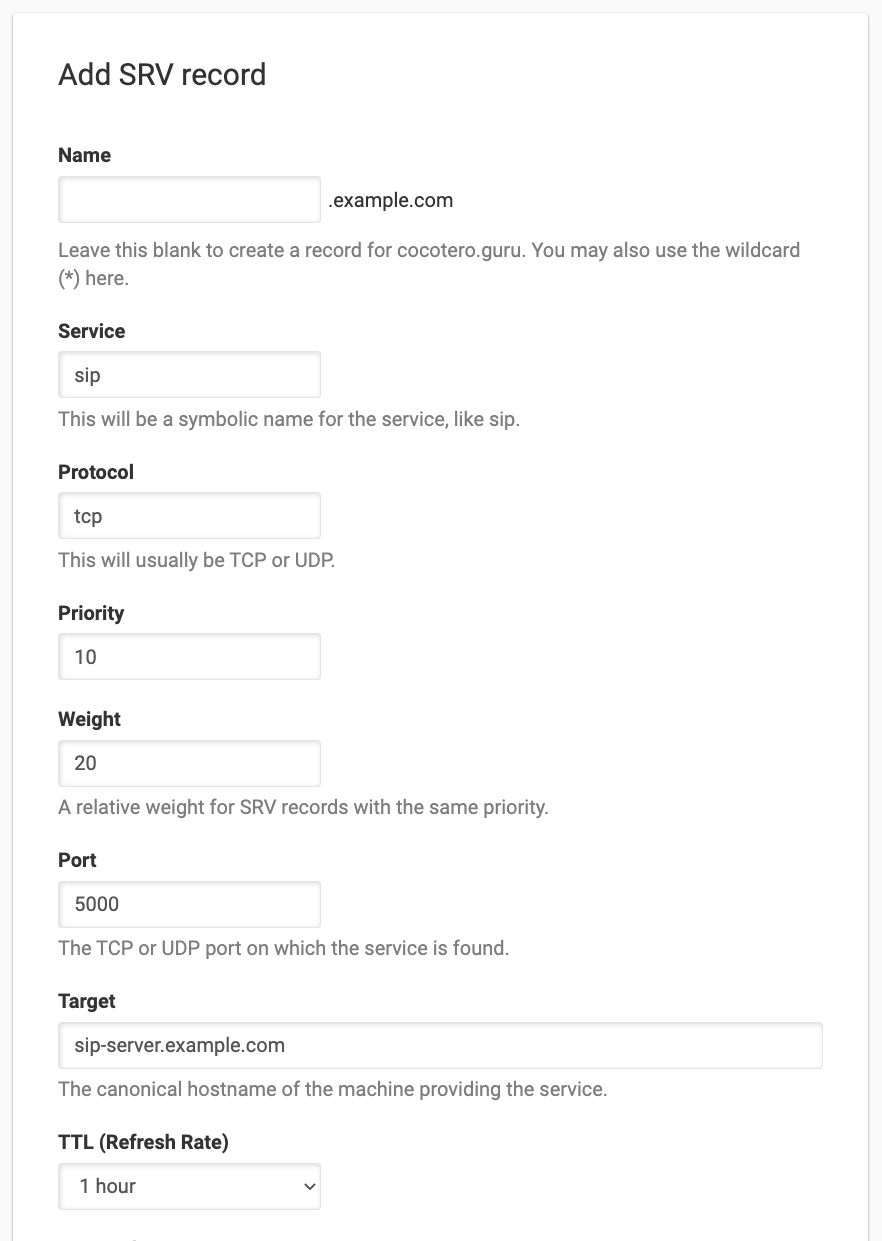 Add SRV record
Name
.example.com
Leave this blank to create a record for cocotero.guru. You may also use the wildcard
(*) here.
Service
sip
This will be a symbolic name for the service, like sip.
Protocol
tcp
This will usually be TCP or UDP.
Priority
10
Weight
20
A relative weight for SRV records with the same priority.
Port
5000
The TCP or UDP port on which the service is found.
Target
sip-server.example.com
The canonical hostname of the machine providing the service.
TTL (Refresh Rate)
1 hour